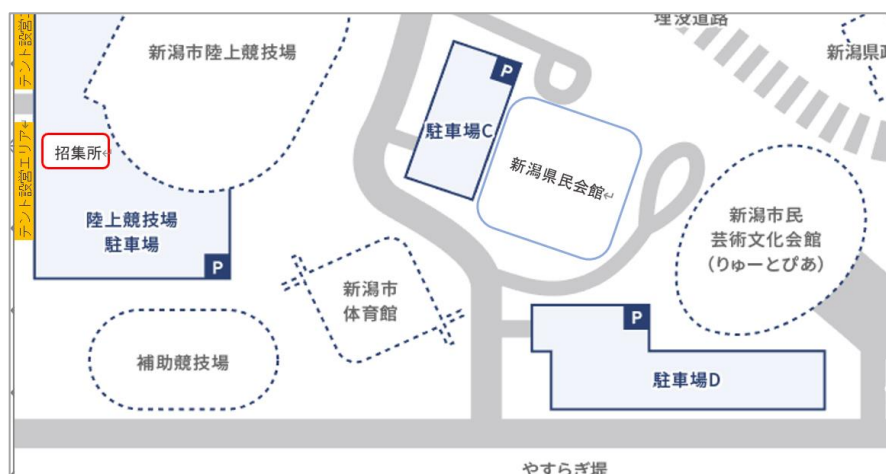 埋没道路
テント設営エ
新潟市陸上競技場
新潟県政
P
駐車場C
招集所
テント設営エリア
新潟県民会館
陸上競技場
駐車場
P
新潟市民
芸術文化会館
(りゅーとぴあ)
新潟市
体育館
P
補助競技場
駐車場D
やすらぎ堤